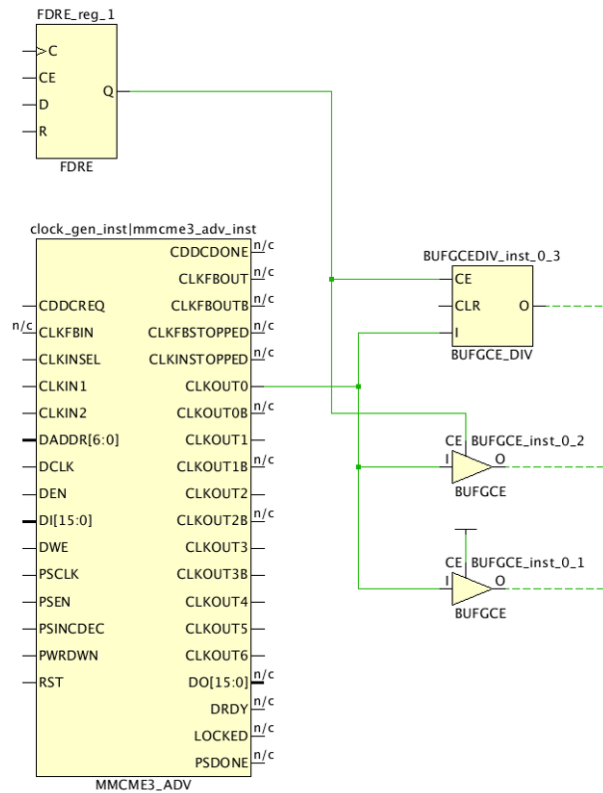 FDRE_reg_1
C
CE
D
R
Q
FDRE
clock_gen_inst|mmcme3_adv_inst
CDDCDONE n/c
CLKFBOUT n/c
CDDCREQ CLKFBOUTB n/c
n/c CLKFBIN CLKFBSTOPPED n/c
CLKINSEL CLKINSTOPPED n/c
CLKIN1 CLKOUT0
CLKIN2 CLKOUT0B n/c
DADDR[6:0] CLKOUT1
DCLK CLKOUT1B n/c
DEN CLKOUT2
DI[15:0] CLKOUT2B n/c
DWE CLKOUT3
PSCLK CLKOUT3B
PSEN CLKOUT4
PSINCDEC CLKOUT5
PWRDWN CLKOUT6
RST DO[15:0] n/c
DRDY n/c
LOCKED n/c
PSDONE n/c
MMCME3_ADV
BUFGCEDIV_inst_0_3
CE
CLR O
I
BUFGCE_DIV
CE BUFGCE_inst_0_2
I O
BUFGCE
CE BUFGCE_inst_0_1
I O
BUFGCE